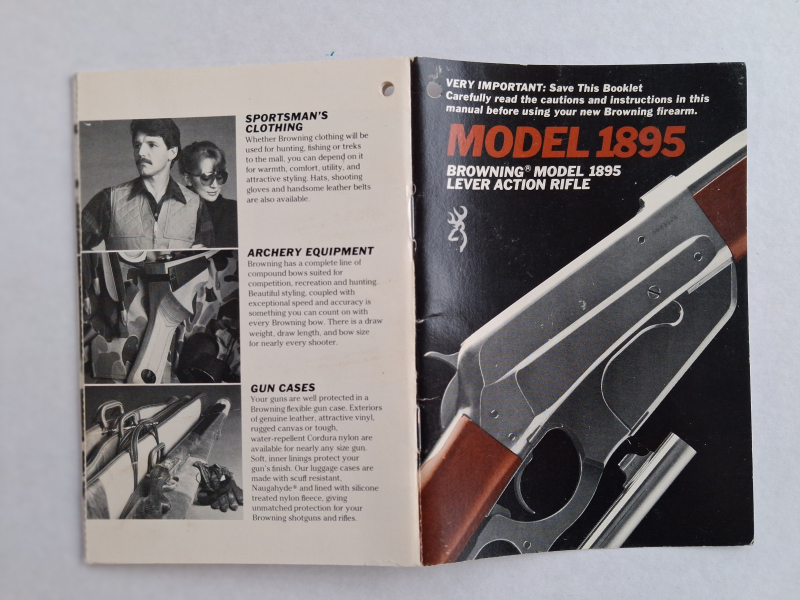 SPORTSMAN'S
CLOTHING
Whether Browning clothing will be
used for hunting, fishing or treks
to the mall, you can depend on it
for warmth, comfort, utility, and
attractive styling. Hats, shooting
gloves and handsome leather belts
are also available.
ARCHERY EQUIPMENT
Browning has a complete line of
compound bows suited for
competition, recreation and hunting.
Beautiful styling, coupled with
exceptional speed and accuracy is
something you can count on with
every Browning bow. There is a draw
weight, draw length, and bow size
for nearly every shooter.
GUN CASES
Your guns are well protected in a
Browning flexible gun case. Exteriors
of genuine leather, attractive vinyl,
rugged canvas or tough,
water-repellent Cordura nylon are
available for nearly any size gun.
Soft, inner linings protect your
gun's finish. Our luggage cases are
made with scuff resistant,
Naugahyde® and lined with silicone
treated nylon fleece, giving
unmatched protection for your
Browning shotguns and rifles.
VERY IMPORTANT: Save This Booklet
Carefully read the cautions and instructions in this
manual before using your new Browning firearm.
MODEL 1895
BROWNING® MODEL 1895
LEVER ACTION RIFLE